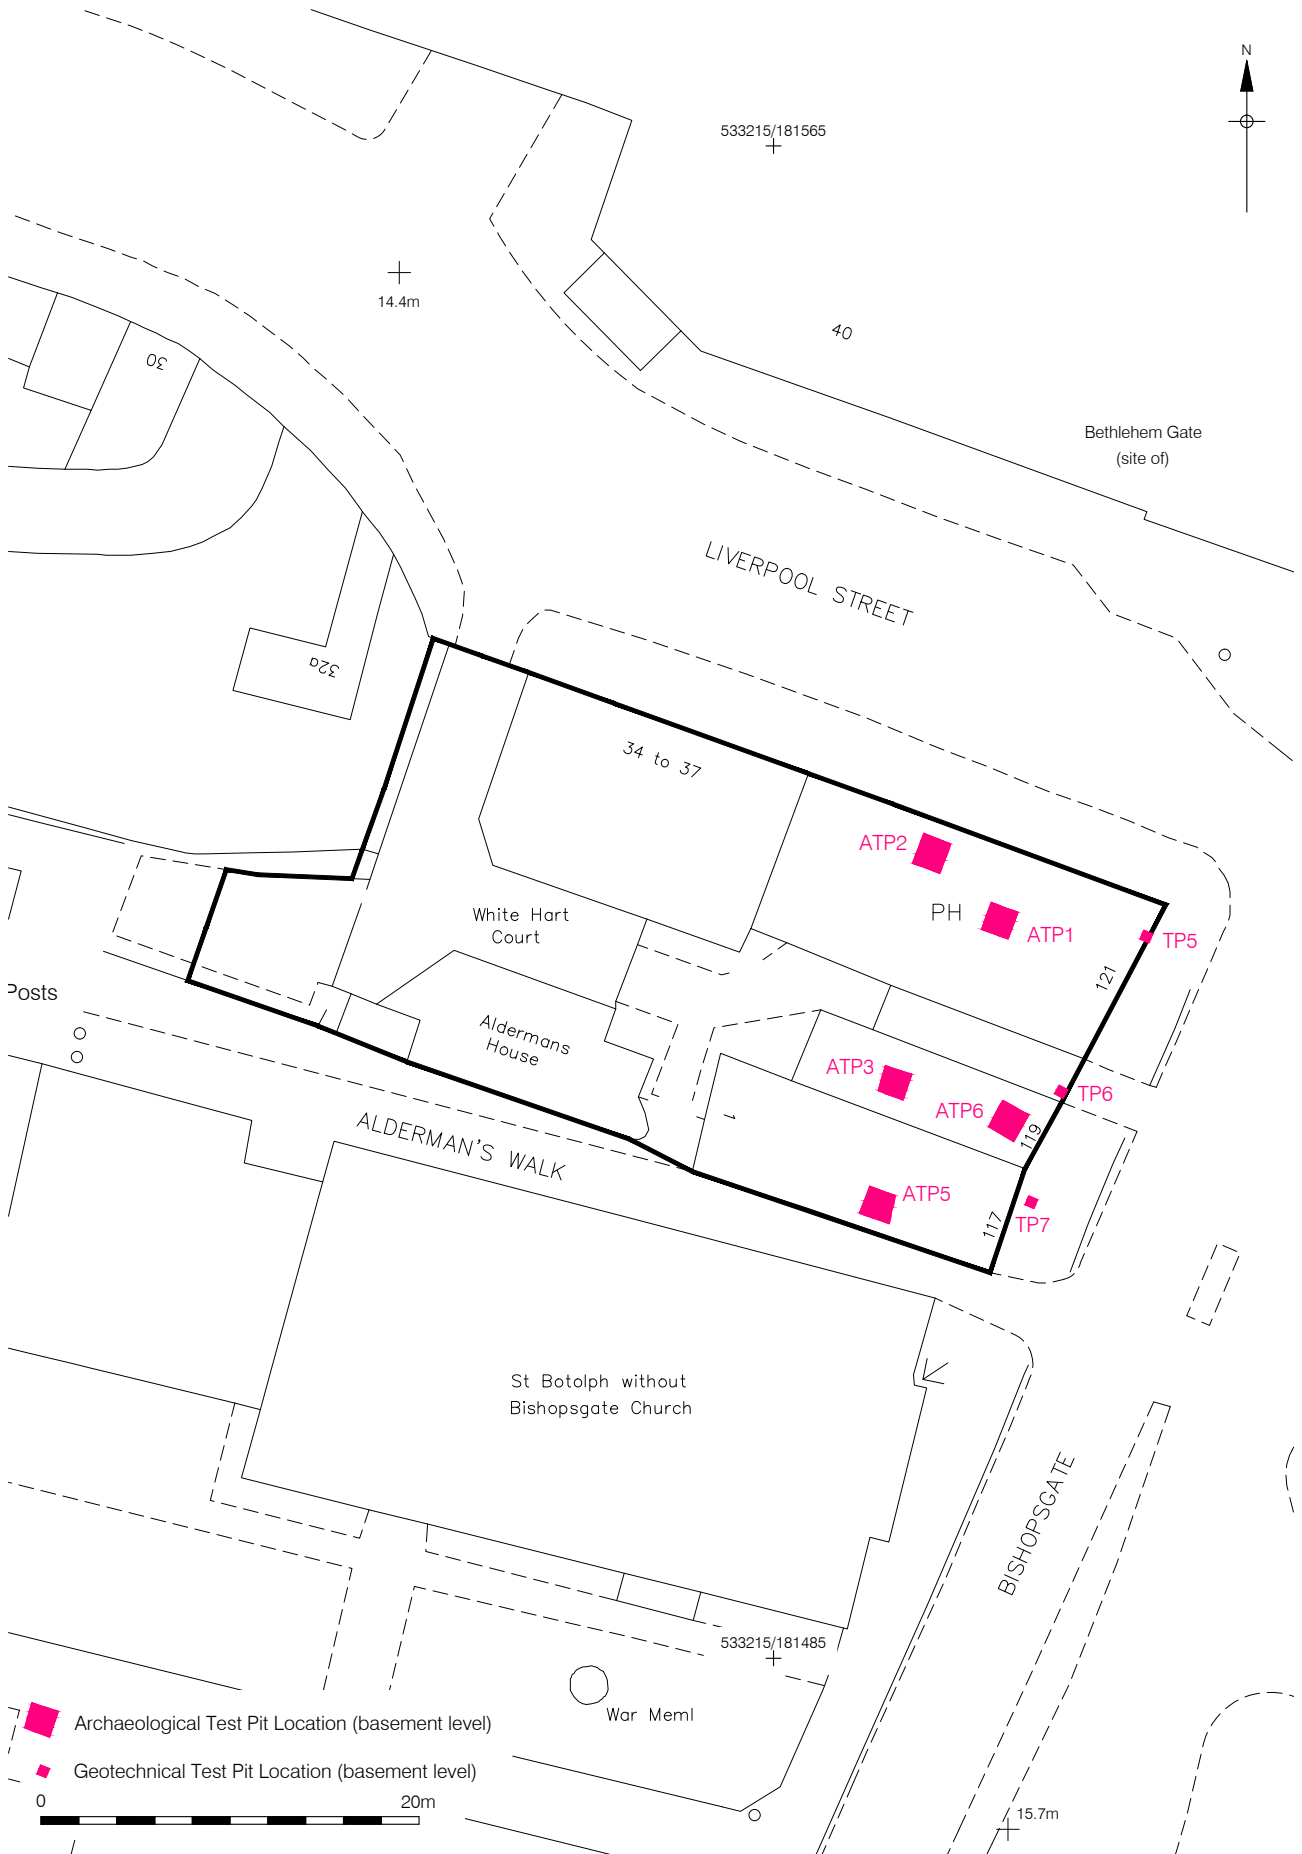 N
533215/181565
14.4m
40
30
Bethlehem Gate
(site of)
LIVERPOOL STREET
32a
34 to 37
ATP2
PH
ATP1
TP5
White Hart
Court
121
Posts
Aldermans
House
ATP3
ATP6
TP6
1
119
ALDERMAN'S WALK
ATP5
117
TP7
St Botolph without
Bishopsgate Church
BISHOPSGATE
533215/181485
War Meml
Archaeological Test Pit Location (basement level)
Geotechnical Test Pit Location (basement level)
0 20m
15.7m